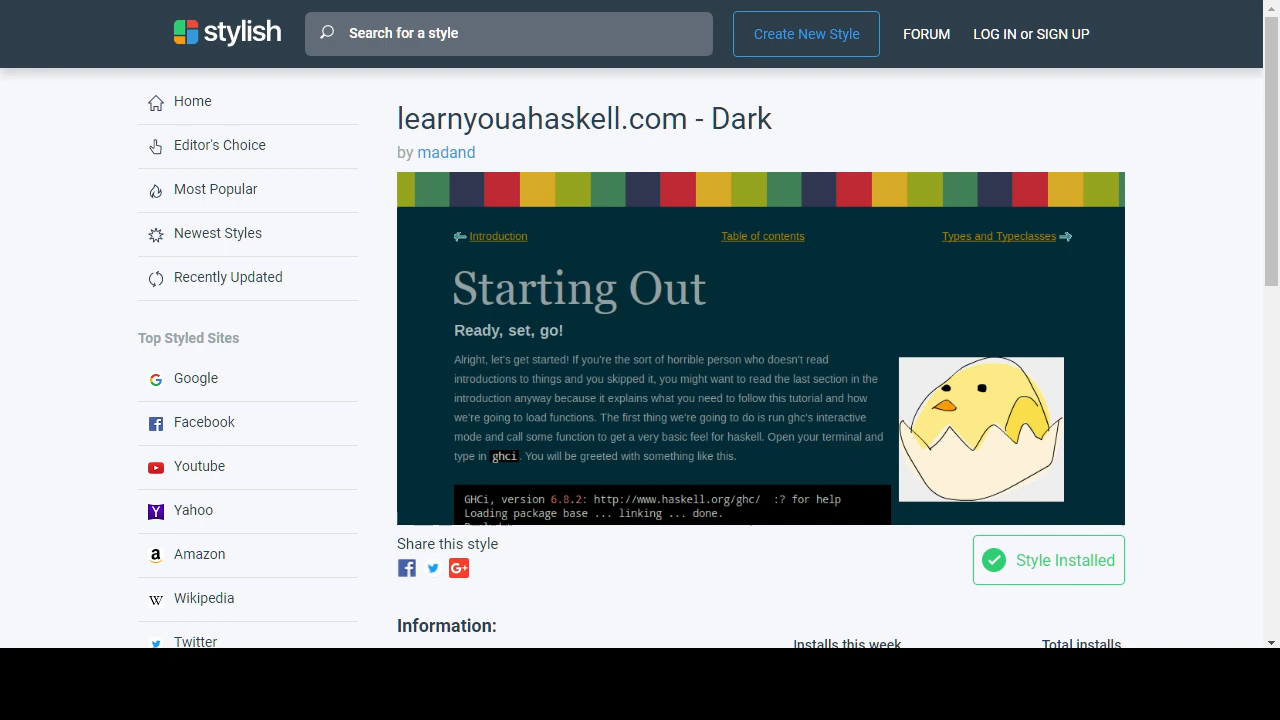 stylish
Search for a style
Create New Style
FORUM
LOG IN or SIGN UP
Home
Editor's Choice
Most Popular
Newest Styles
Recently Updated
Top Styled Sites
Google
Facebook
Youtube
Yahoo
Amazon
Wikipedia
Twitter
learnyouahaskell.com - Dark
by madand
Introduction
Table of contents
Types and Typeclasses
Starting Out
Ready, set, go!
Alright, let's get started! If you're the sort of horrible person who doesn't read
introductions to things and you skipped it, you might want to read the last section in the
introduction anyway because it explains what you need to follow this tutorial and how
we're going to load functions. The first thing we're going to do is run ghc's interactive
mode and call some function to get a very basic feel for haskell. Open your terminal and
type in ghci. You will be greeted with something like this.
GHCi, version 6.8.2: http://www.haskell.org/ghc/ :? for help
Loading package base ... linking ... done.
Share this style
Style Installed
Information:
Installs this week
Total installs